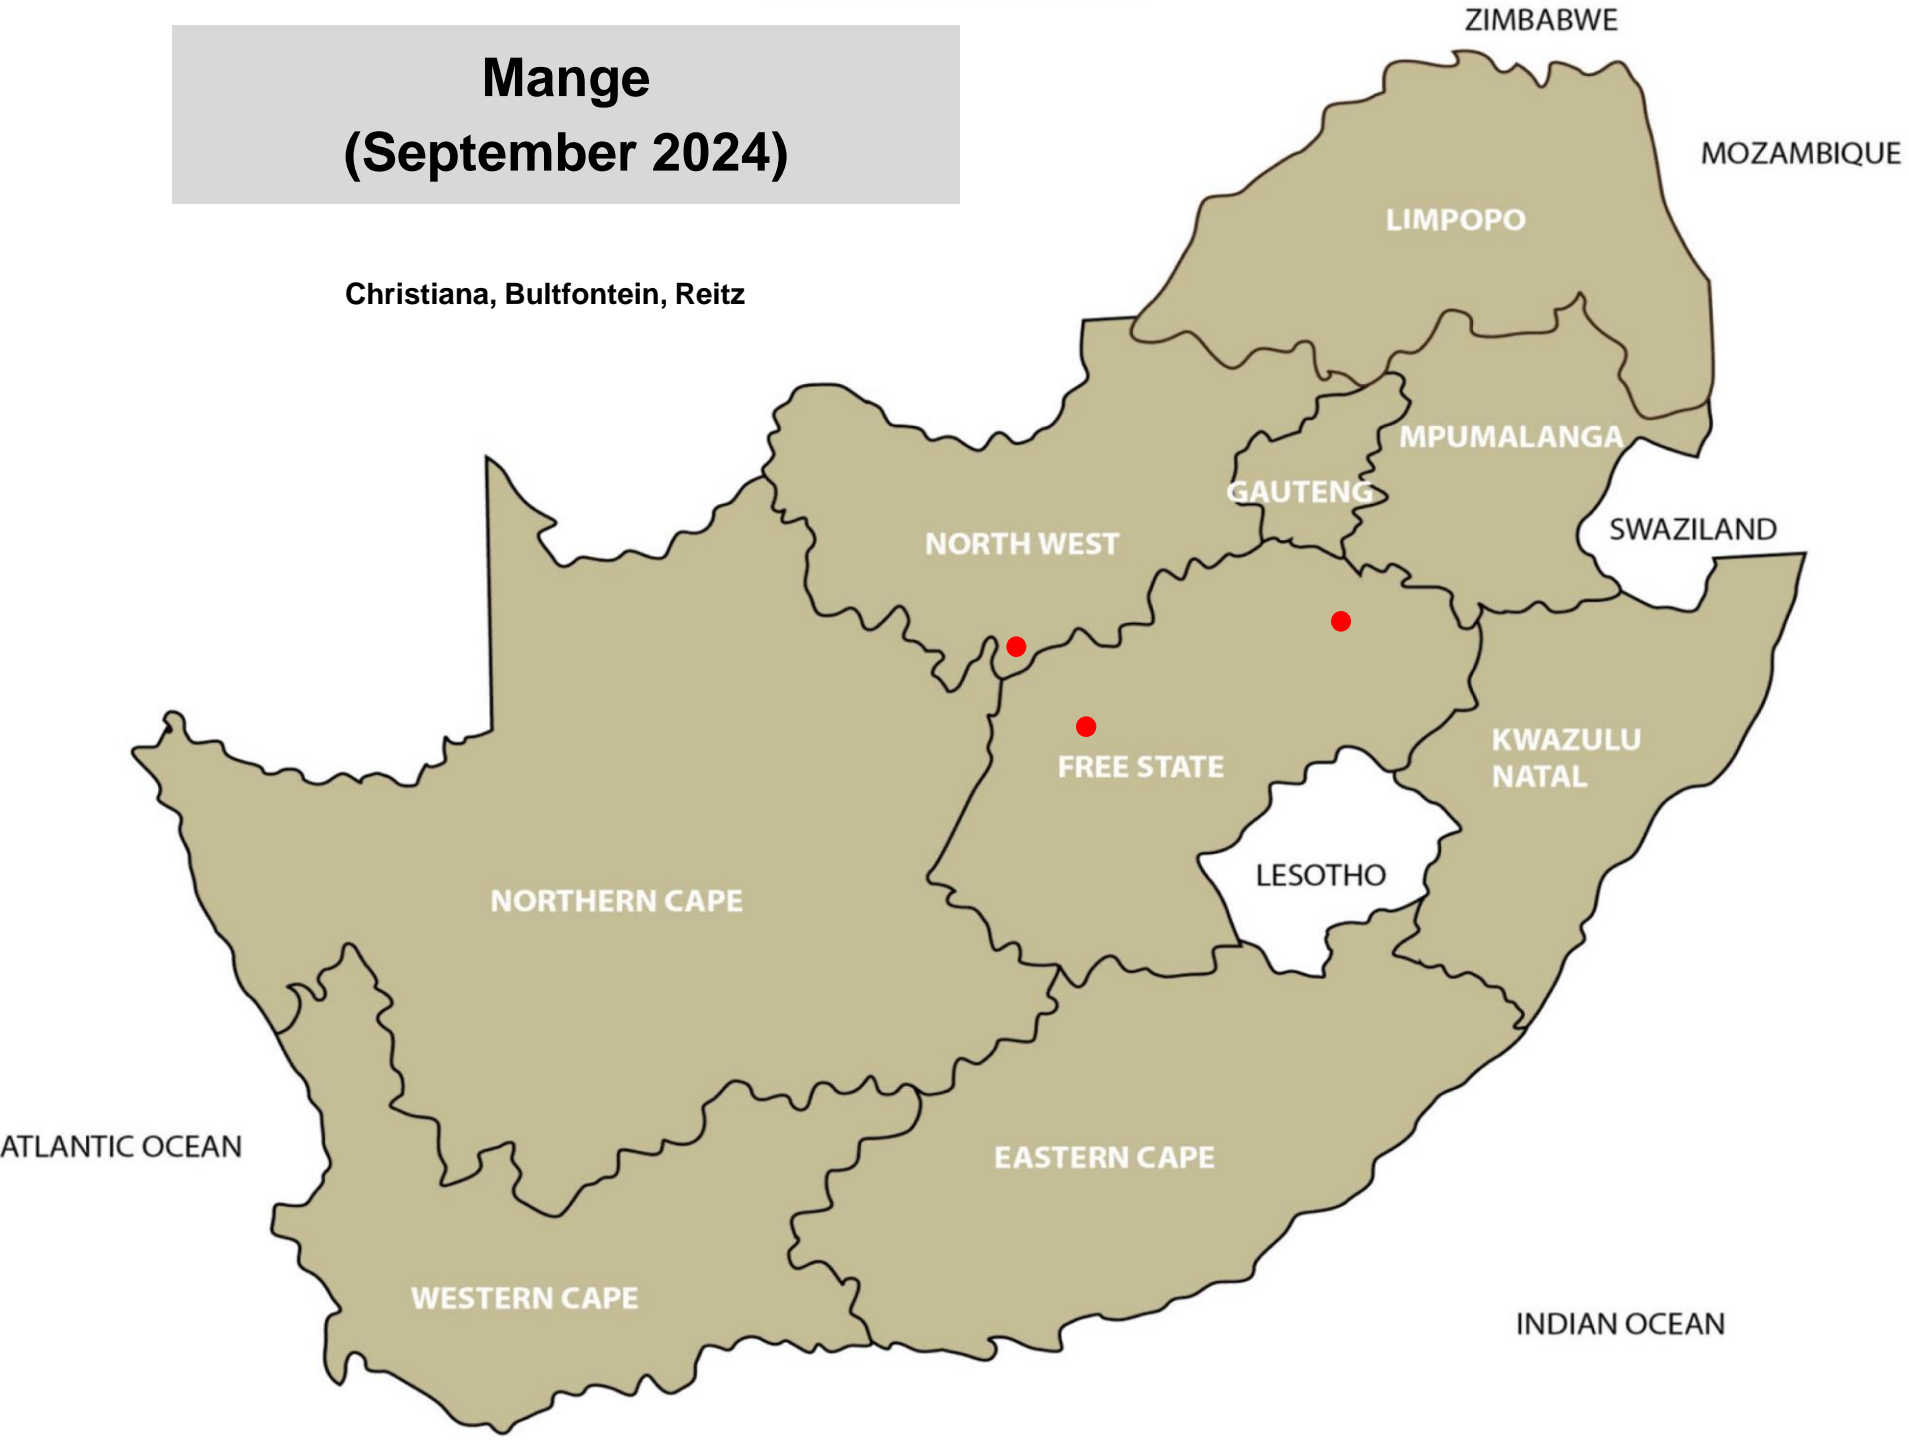 ZIMBABWE
Mange
(September 2024)
MOZAMBIQUE
LIMPOPO
Christiana, Bultfontein, Reitz
MPUMALANGA
GAUTENG
SWAZILAND
NORTH WEST
KWAZULU
NATAL
FREE STATE
LESOTHO
NORTHERN CAPE
ATLANTIC OCEAN
EASTERN CAPE
WESTERN CAPE
INDIAN OCEAN